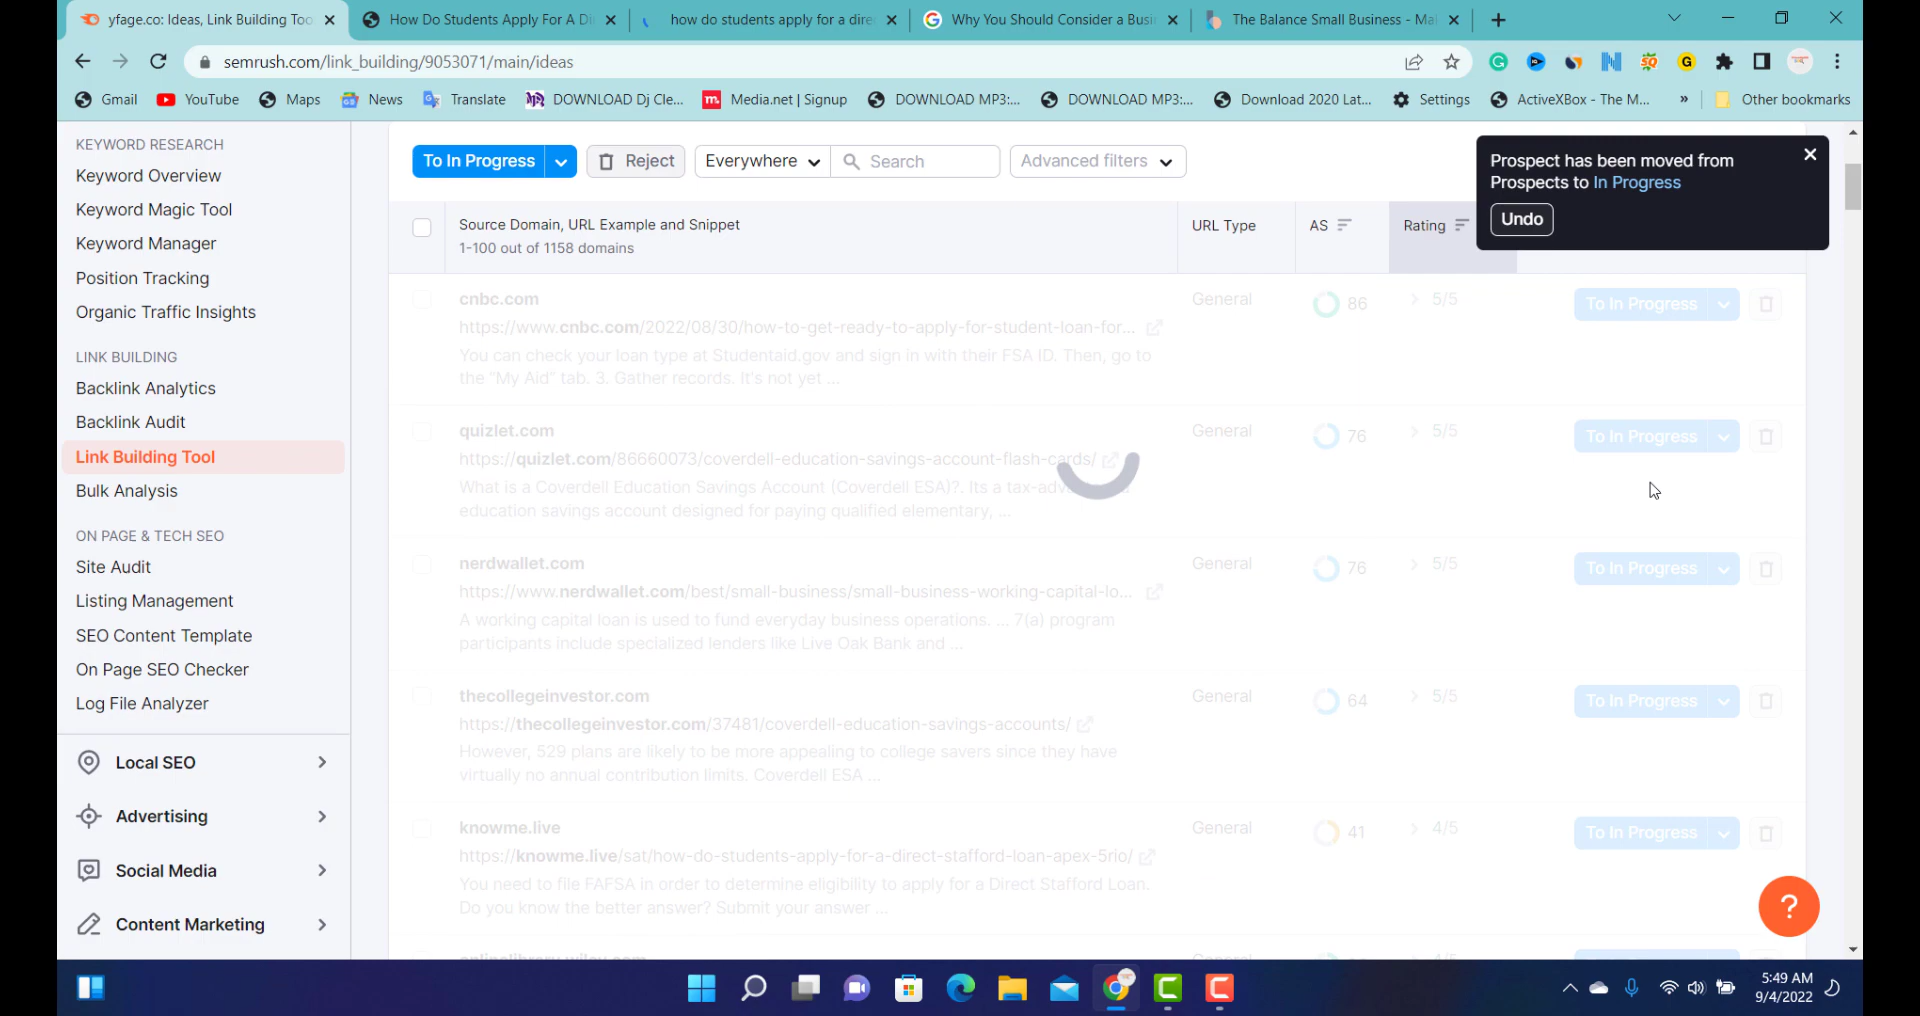 yfage.co: Ideas, Link Building Too
How Do Students Apply For A Di
how do students apply for a dire
Why You Should Consider a Busi
The Balance Small Business - Ma
semrush.com/link_building/9053071/main/ideas
Gmail
YouTube
Maps
News
Translate
DOWNLOAD Dj Cle...
Media.net | Signup
DOWNLOAD MP3:...
DOWNLOAD MP3:...
Download 2020 Lat...
Settings
ActiveXBox - The M...
»
Other bookmarks
KEYWORD RESEARCH
Keyword Overview
Keyword Magic Tool
Keyword Manager
Position Tracking
Organic Traffic Insights
LINK BUILDING
Backlink Analytics
Backlink Audit
Link Building Tool
Bulk Analysis
ON PAGE & TECH SEO
Site Audit
Listing Management
SEO Content Template
On Page SEO Checker
Log File Analyzer
Local SEO
Advertising
Social Media
Content Marketing
To In Progress
Reject
Everywhere
Search
Advanced filters
Prospect has been moved from
Prospects to In Progress
Undo
Source Domain, URL Example and Snippet
1-100 out of 1158 domains
URL Type
AS
Rating
cnbc.com
https://www.cnbc.com/2022/08/30/how-to-get-ready-to-apply-for-student-loan-for...
You can check your loan type at Studentaid.gov and sign in with their FSA ID. Then, go to
the "My Aid" tab. 3. Gather records. It's not yet ...
General
86
5/5
To In Progress
quizlet.com
https://quizlet.com/86660073/coverdell-education-savings-account-flash-cards/
What is a Coverdell Education Savings Account (Coverdell ESA)?. Its a tax-adv
education savings account designed for paying qualified elementary, ...
General
76
5/5
To In Progress
nerdwallet.com
https://www.nerdwallet.com/best/small-business/small-business-working-capital-lo...
A working capital loan is used to fund everyday business operations. ... 7(a) program
participants include specialized lenders like Live Oak Bank and ...
General
76
5/5
To In Progress
thecollegeinvestor.com
https://thecollegeinvestor.com/37481/coverdell-education-savings-accounts/
However, 529 plans are likely to be more appealing to college savers since they have
virtually no annual contribution limits. Coverdell ESA ...
General
64
5/5
To In Progress
knowme.live
https://knowme.live/sat/how-do-students-apply-for-a-direct-stafford-loan-apex-5rio/
You need to file FAFSA in order to determine eligibility to apply for a Direct Stafford Loan.
Do you know the better answer? Submit your answer ...
General
41
4/5
To In Progress
onlinelibrary.wiley.com
?
5:49 AM
9/4/2022